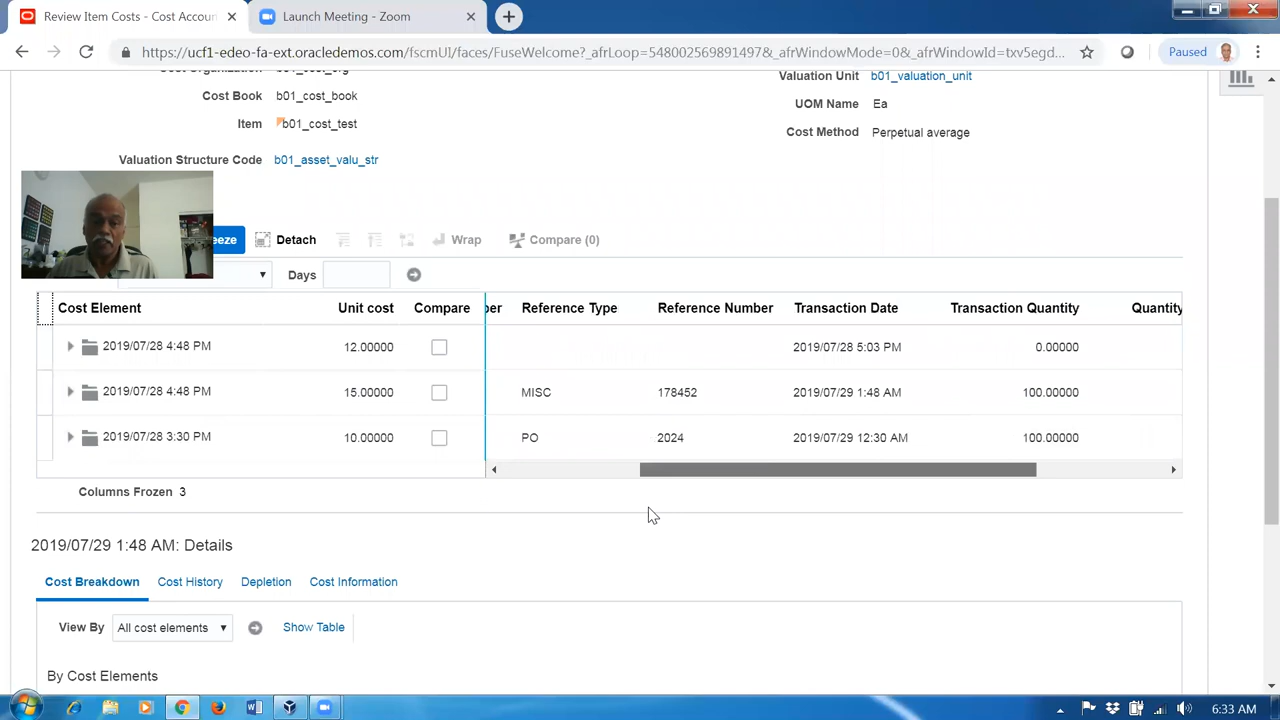 Review Item Costs - Cost Accoun
Launch Meeting - Zoom
https://ucf1-edeo-fa-ext.oracledemos.com/fscmUI/faces/FuseWelcome?_afrLoop=548002569891497&_afrWindowMode=0&_afrWindowId=txv5egd...
Paused
b01_cost_org
Valuation Unit b01_valuation_unit
Cost Book b01_cost_book
UOM Name Ea
Item b01_cost_test
Cost Method Perpetual average
Valuation Structure Code b01_asset_valu_str
eeze Detach Wrap Compare (0)
Days
Cost Element Unit cost Compare ber Reference Type Reference Number Transaction Date Transaction Quantity Quantity
2019/07/28 4:48 PM 12.00000 2019/07/28 5:03 PM 0.00000
2019/07/28 4:48 PM 15.00000 MISC 178452 2019/07/29 1:48 AM 100.00000
2019/07/28 3:30 PM 10.00000 PO 2024 2019/07/29 12:30 AM 100.00000
Columns Frozen 3
2019/07/29 1:48 AM: Details
Cost Breakdown Cost History Depletion Cost Information
View By All cost elements Show Table
By Cost Elements
6:33 AM